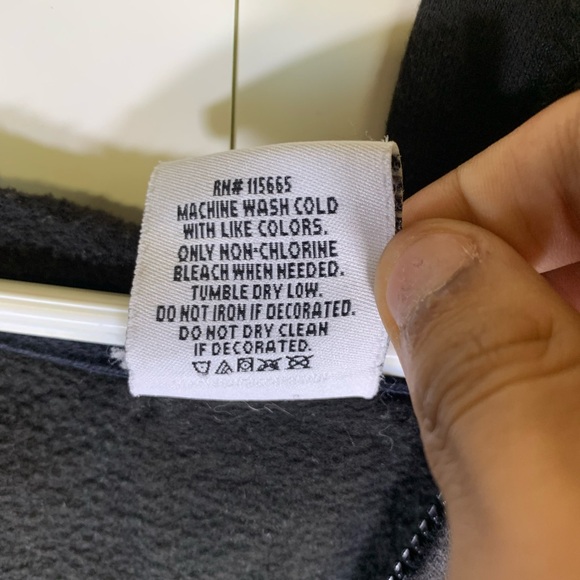 RN# 115665
MACHINE WASH COLD
WITH LIKE COLORS.
ONLY NON-CHLORINE
BLEACH WHEN NEEDED.
TUMBLE DRY LOW.
DO NOT IRON IF DECORATED.
DO NOT DRY CLEAN
IF DECORATED.